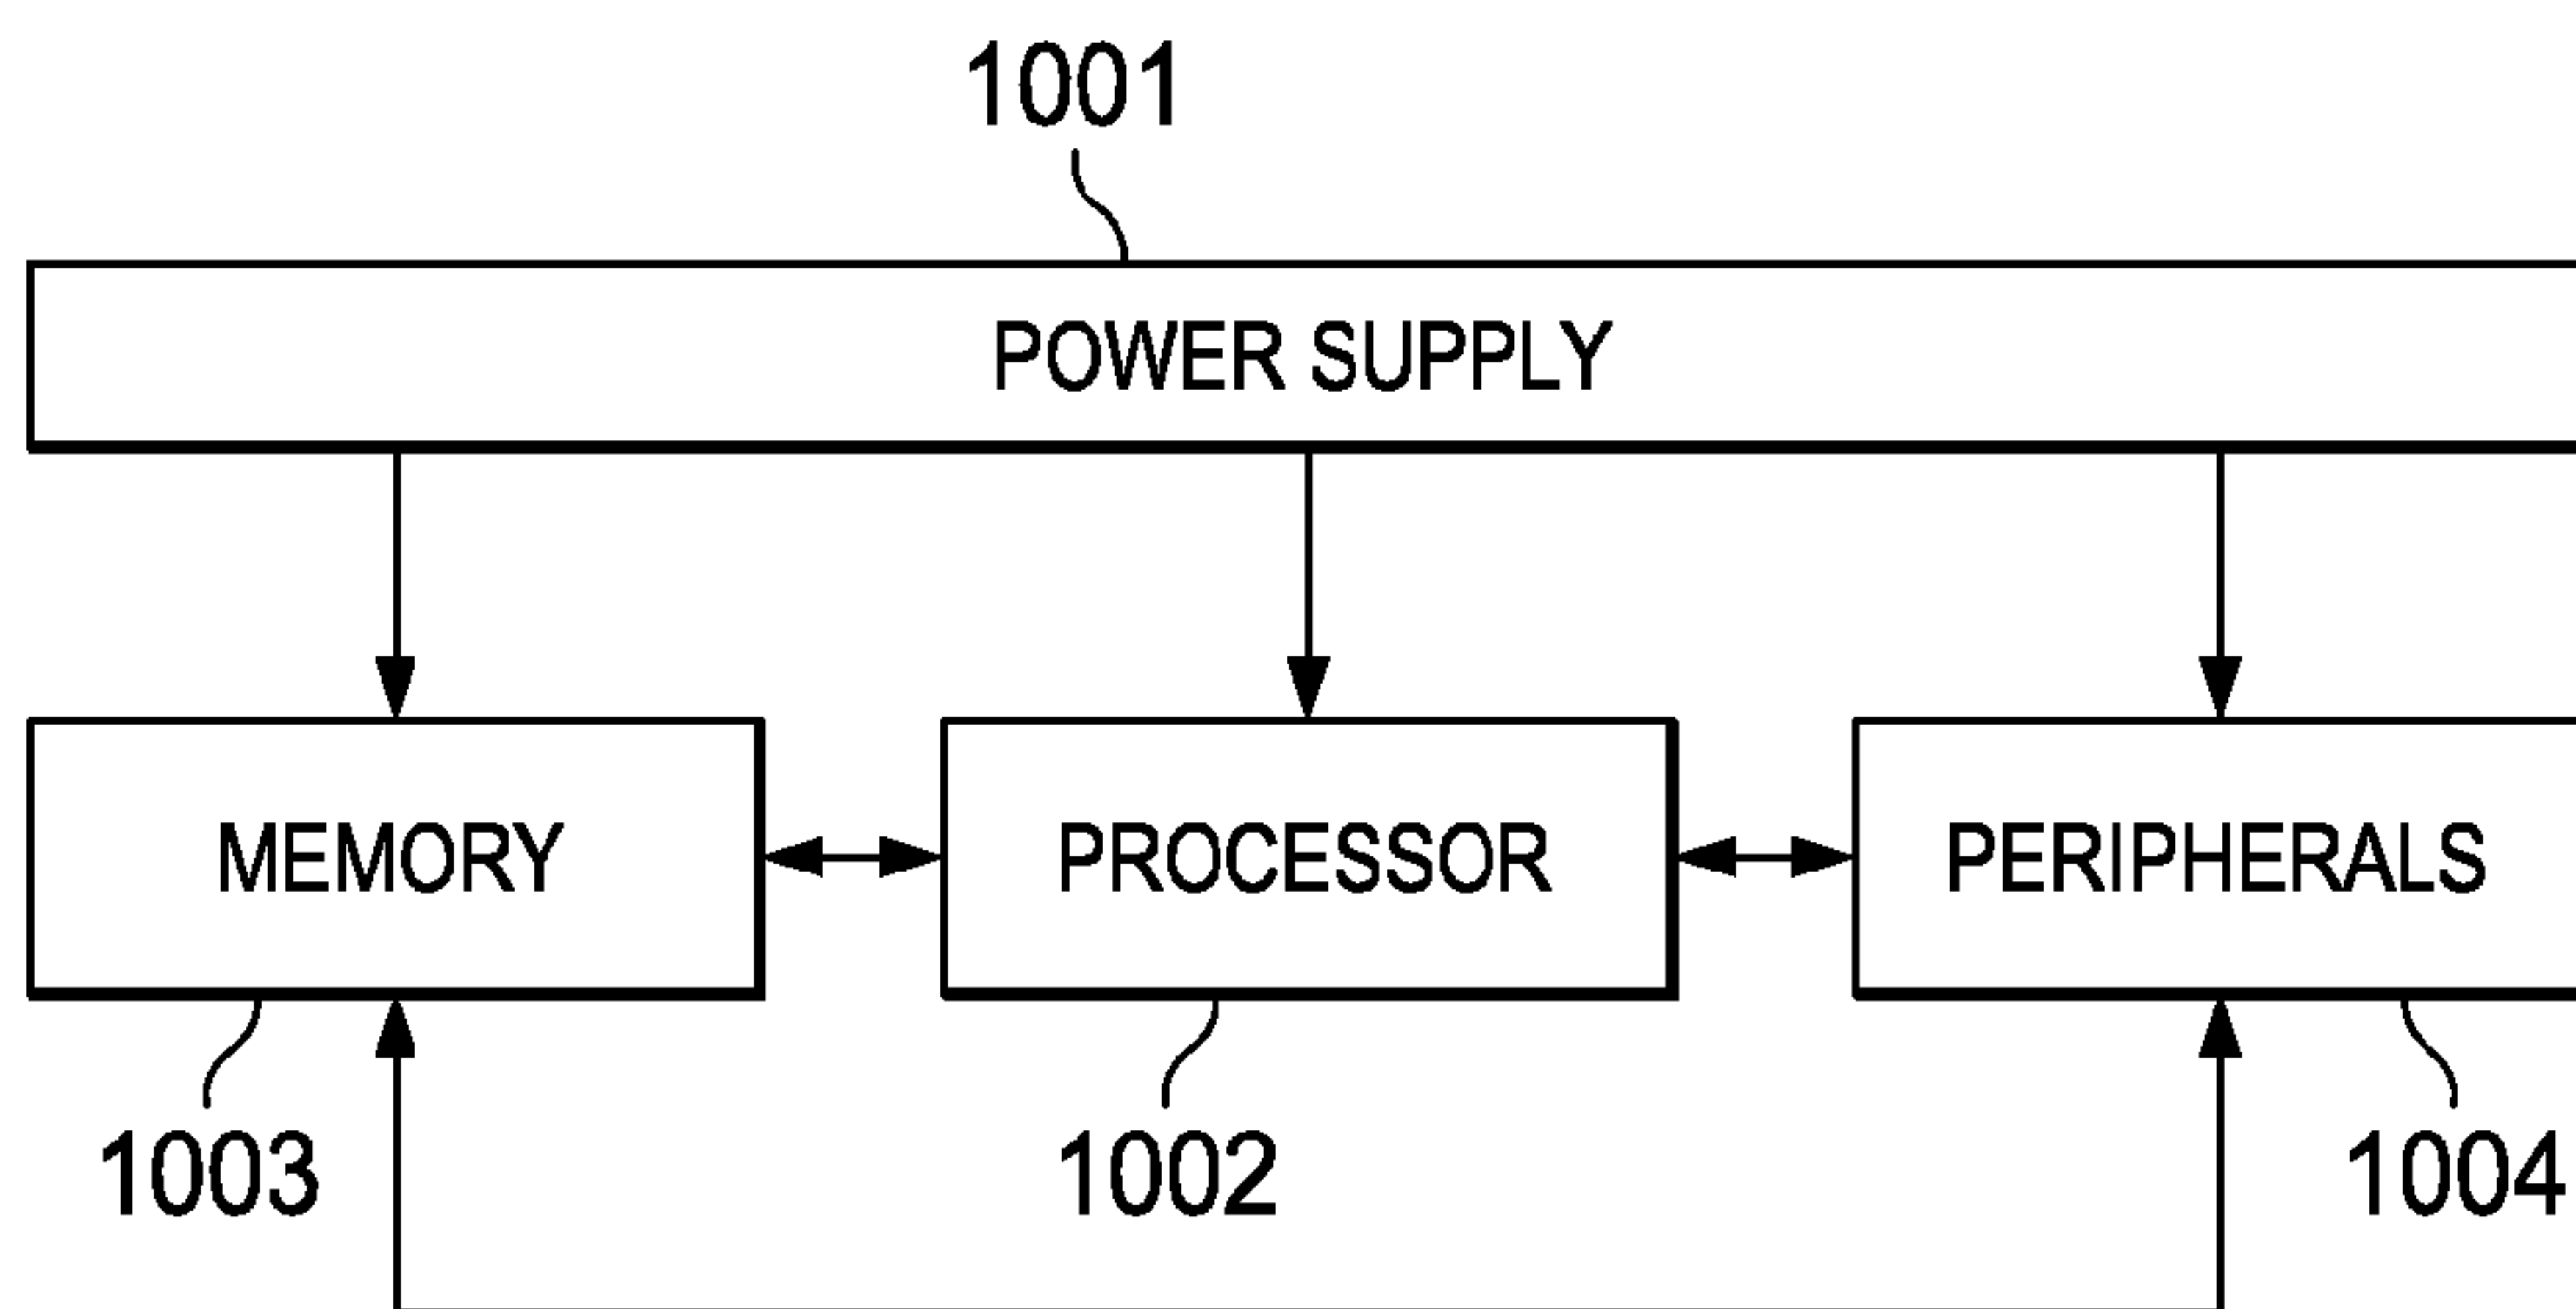 1001
POWER SUPPLY
MEMORY
PROCESSOR
PERIPHERALS
1003
1002
1004